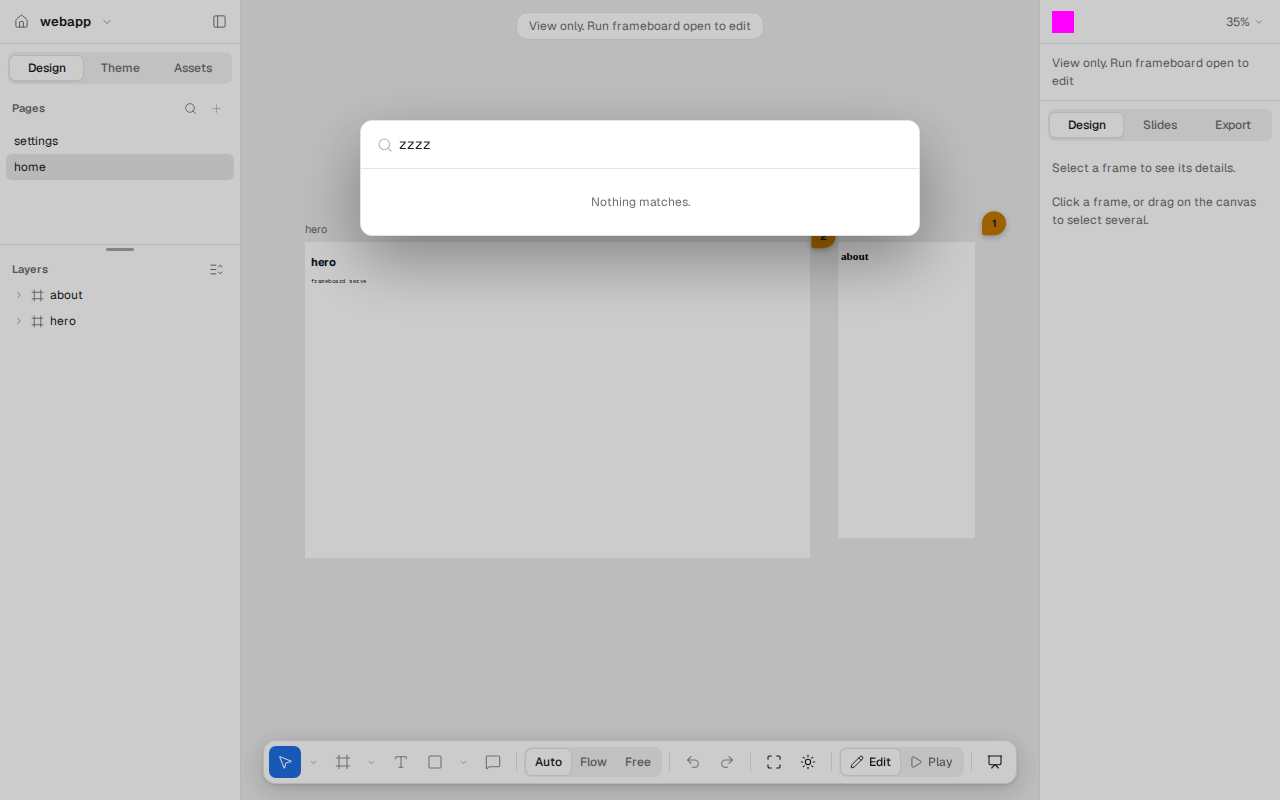 webapp
View only. Run frameboard open to edit
35%
Design
Theme
Assets
View only. Run frameboard open to
edit
Pages
settings
home
zzzz
Nothing matches.
Design
Slides
Export
Select a frame to see its details.
Click a frame, or drag on the canvas
to select several.
hero
2
1
hero
frameboard serve
about
Layers
about
hero
Auto
Flow
Free
Edit
Play